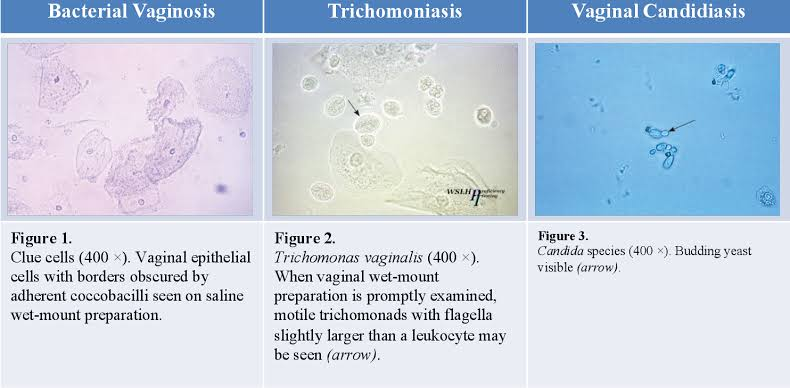 Bacterial Vaginosis
Trichomoniasis
Vaginal Candidiasis
WSLH Proficiency
Testing
Figure 1.
Clue cells (400 ×). Vaginal epithelial
cells with borders obscured by
adherent coccobacilli seen on saline
wet-mount preparation.
Figure 2.
Trichomonas vaginalis (400 ×).
When vaginal wet-mount
preparation is promptly examined,
motile trichomonads with flagella
slightly larger than a leukocyte may
be seen (arrow).
Figure 3.
Candida species (400 ×). Budding yeast
visible (arrow).